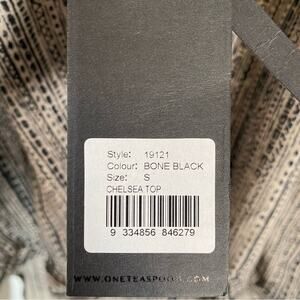 Style: 19121
Colour: BONE BLACK
Size: S
CHELSEA TOP
9 334856 846279
WWW.ONETEASPOON.COM